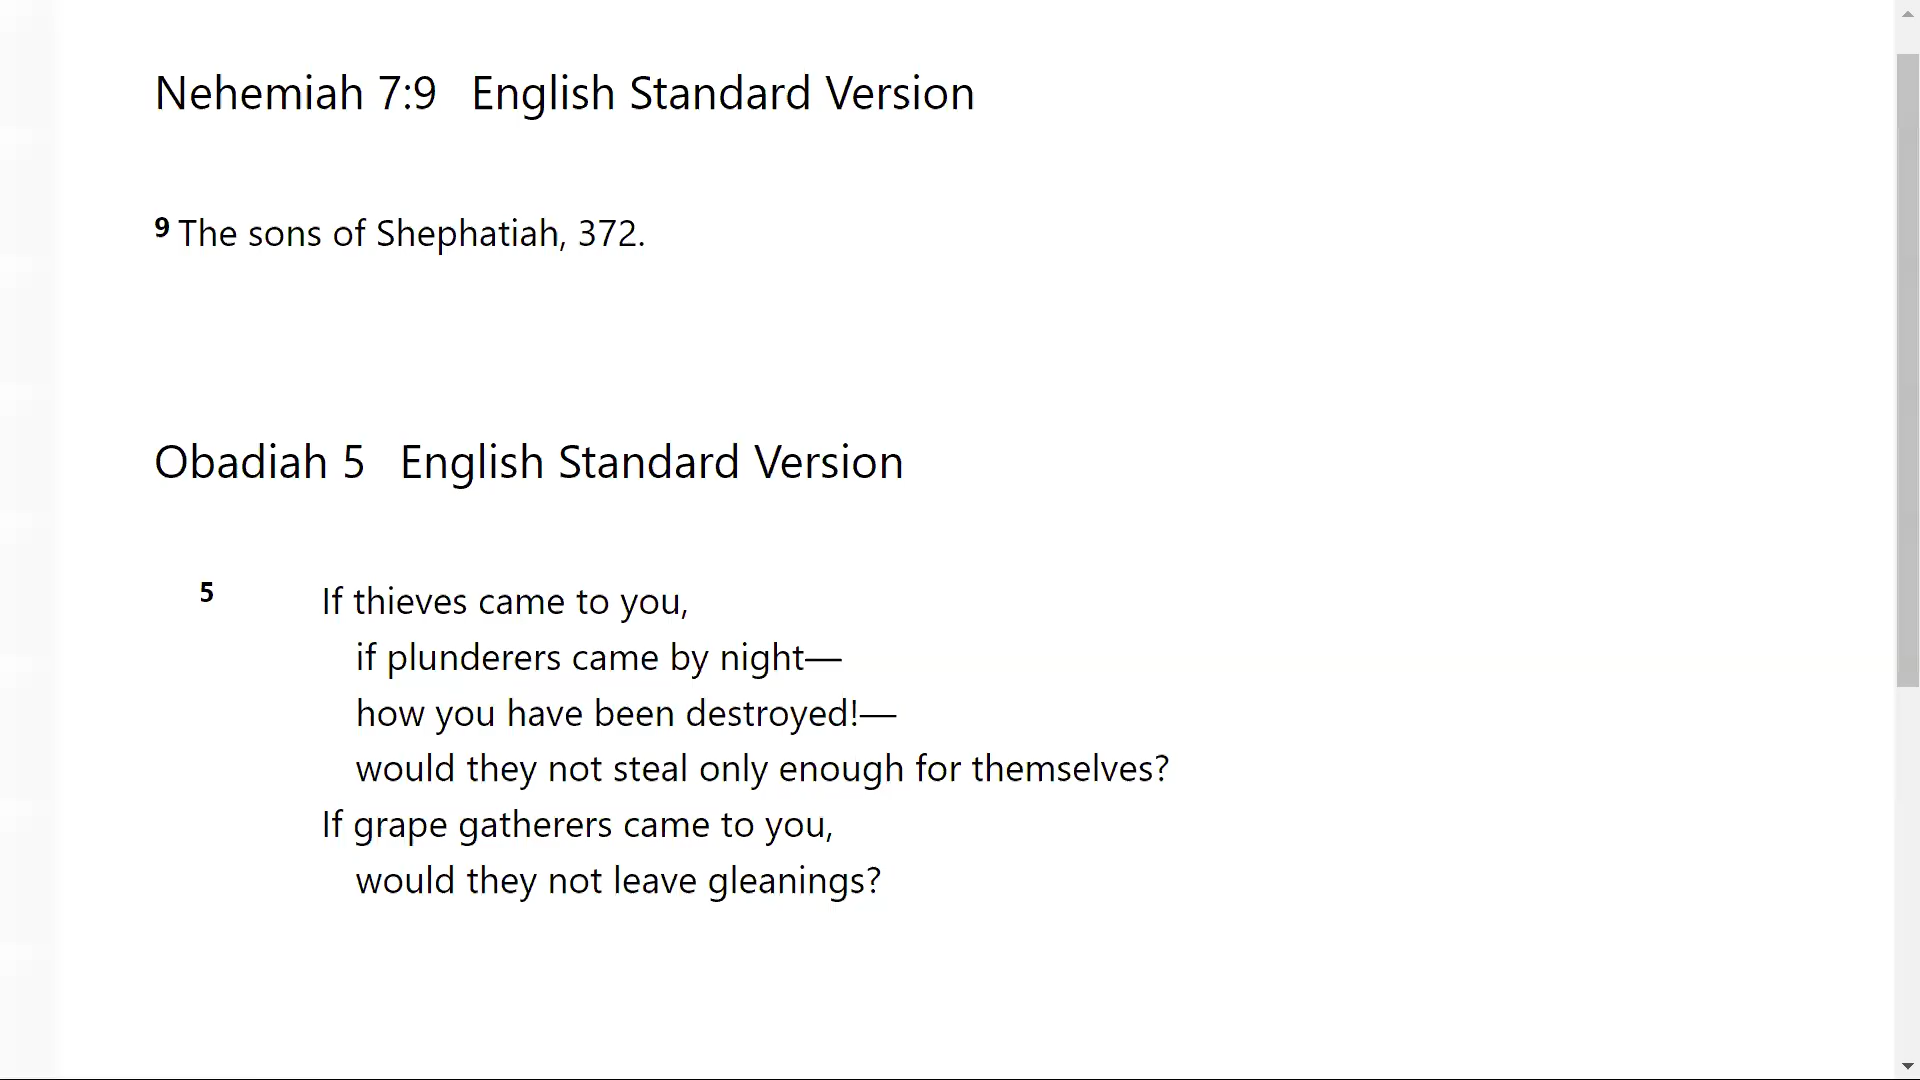 Nehemiah 7:9 English Standard Version
9 The sons of Shephatiah, 372.
Obadiah 5 English Standard Version
5 If thieves came to you,
if plunderers came by night—
how you have been destroyed!—
would they not steal only enough for themselves?
If grape gatherers came to you,
would they not leave gleanings?